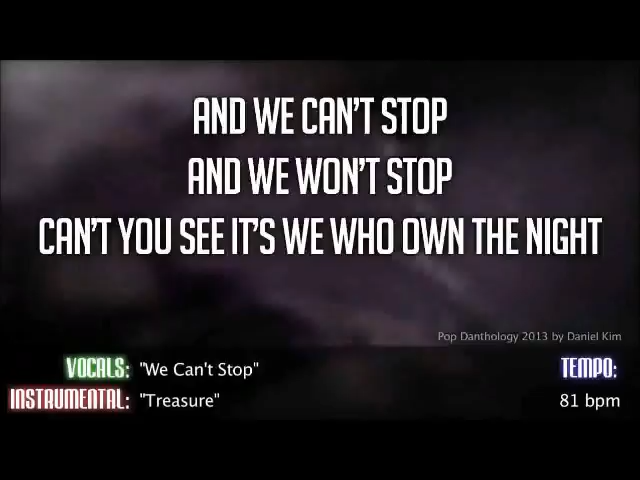 AND WE CAN'T STOP
AND WE WON'T STOP
CAN'T YOU SEE IT'S WE WHO OWN THE NIGHT
Pop Danthology 2013 by Daniel Kim
VOCALS: "We Can't Stop"
TEMPO:
INSTRUMENTAL: "Treasure"
81 bpm